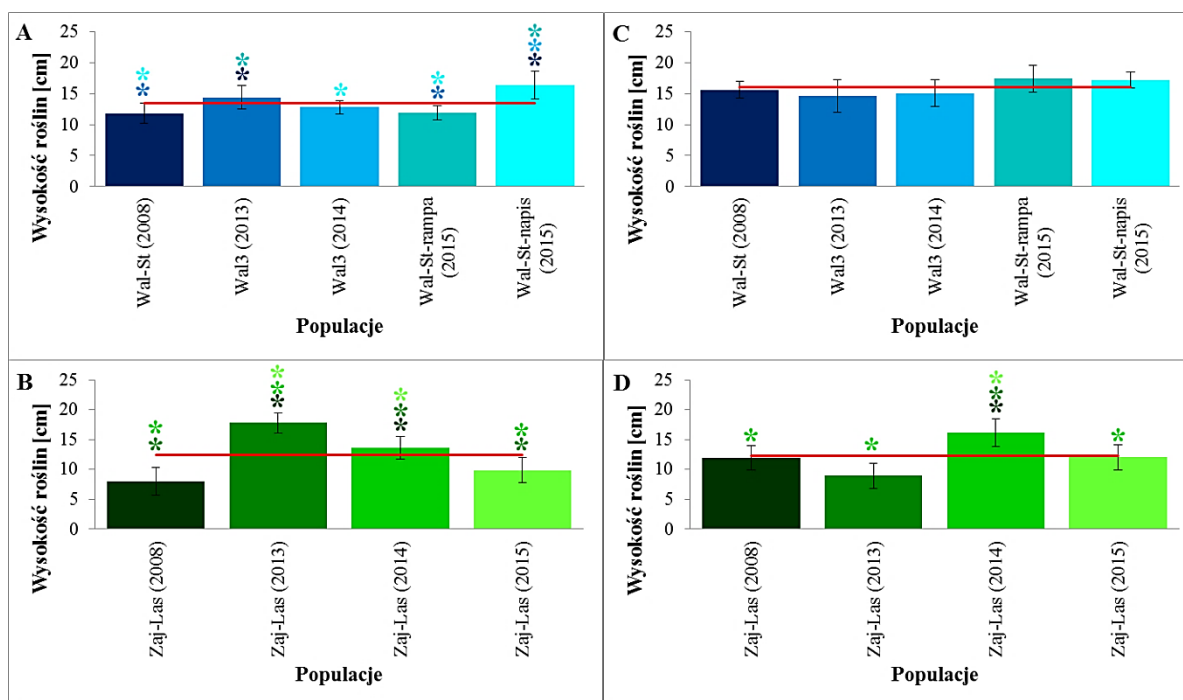 A
Wysokość roślin [cm]
25
20
15
10
5
0
* * * * *
* * * *
*
Wal-St (2008)
Wal3 (2013)
Wal3 (2014)
Wal-St-rampa
(2015)
Wal-St-napis
(2015)
Populacje
C
Wysokość roślin [cm]
25
20
15
10
5
0
Wal-St (2008)
Wal3 (2013)
Wal3 (2014)
Wal-St-rampa
(2015)
Wal-St-napis
(2015)
Populacje
B
Wysokość roślin [cm]
25
20
15
10
5
0
* * * *
* * * *
* *
Zaj-Las (2008)
Zaj-Las (2013)
Zaj-Las (2014)
Zaj-Las (2015)
Populacje
D
Wysokość roślin [cm]
25
20
15
10
5
0
* * * *
*
*
Zaj-Las (2008)
Zaj-Las (2013)
Zaj-Las (2014)
Zaj-Las (2015)
Populacje